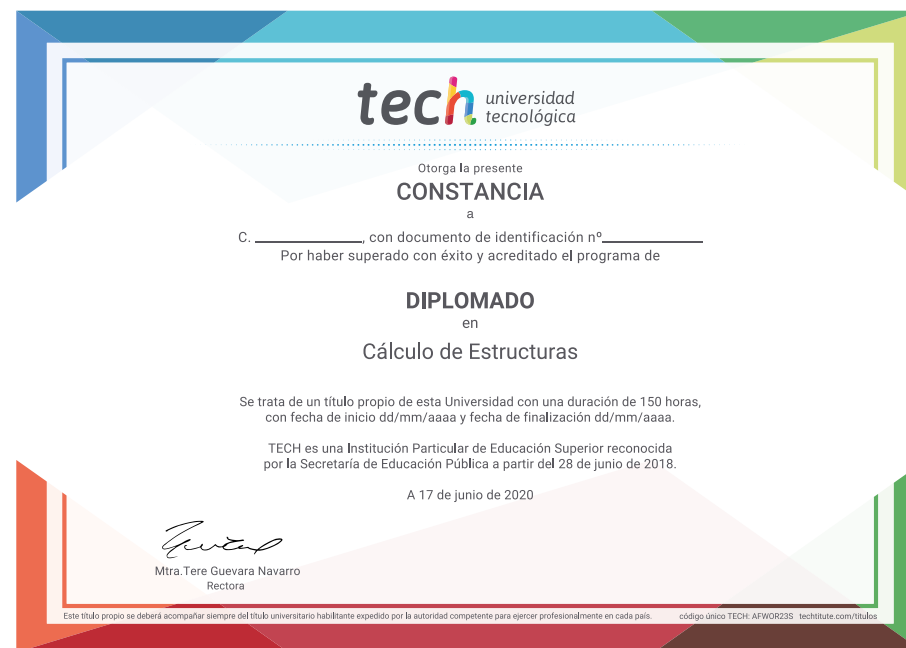 tech universidad
tecnológica
Otorga la presente
CONSTANCIA
a
C. ____________, con documento de identificación nº____________
Por haber superado con éxito y acreditado el programa de
DIPLOMADO
en
Cálculo de Estructuras
Se trata de un título propio de esta Universidad con una duración de 150 horas,
con fecha de inicio dd/mm/aaaa y fecha de finalización dd/mm/aaaa.
TECH es una Institución Particular de Educación Superior reconocida
por la Secretaría de Educación Pública a partir del 28 de junio de 2018.
A 17 de junio de 2020
Mtra.Tere Guevara Navarro
Rectora
Este título propio se deberá acompañar siempre del título universitario habilitante expedido por la autoridad competente para ejercer profesionalmente en cada país. código único TECH: AFWOR23S techtitute.com/titulos